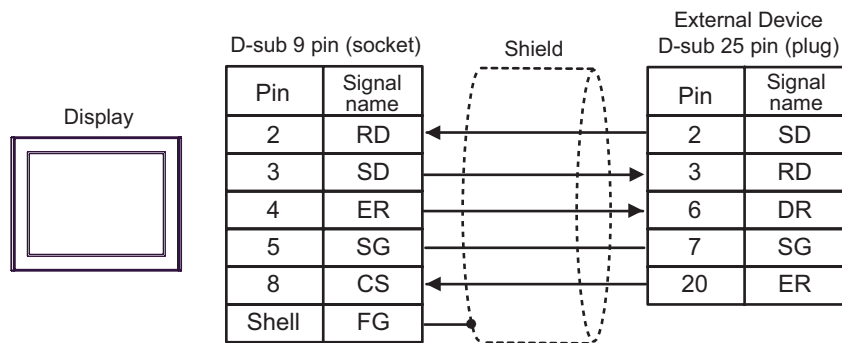 External Device
D-sub 9 pin (socket) Shield D-sub 25 pin (plug)
Display
Pin Signal name Pin Signal name
2 RD 2 SD
3 SD 3 RD
4 ER 6 DR
5 SG 7 SG
8 CS 20 ER
Shell FG